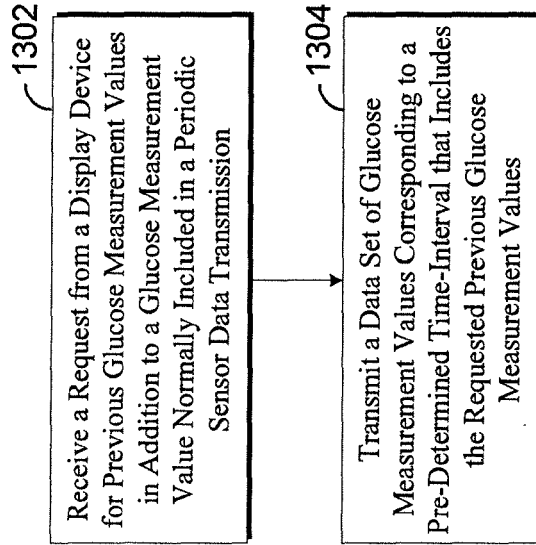 1302
Receive a Request from a Display Device
for Previous Glucose Measurement Values
in Addition to a Glucose Measurement
Value Normally Included in a Periodic
Sensor Data Transmission
1304
Transmit a Data Set of Glucose
Measurement Values Corresponding to a
Pre-Determined Time-Interval that Includes
the Requested Previous Glucose
Measurement Values